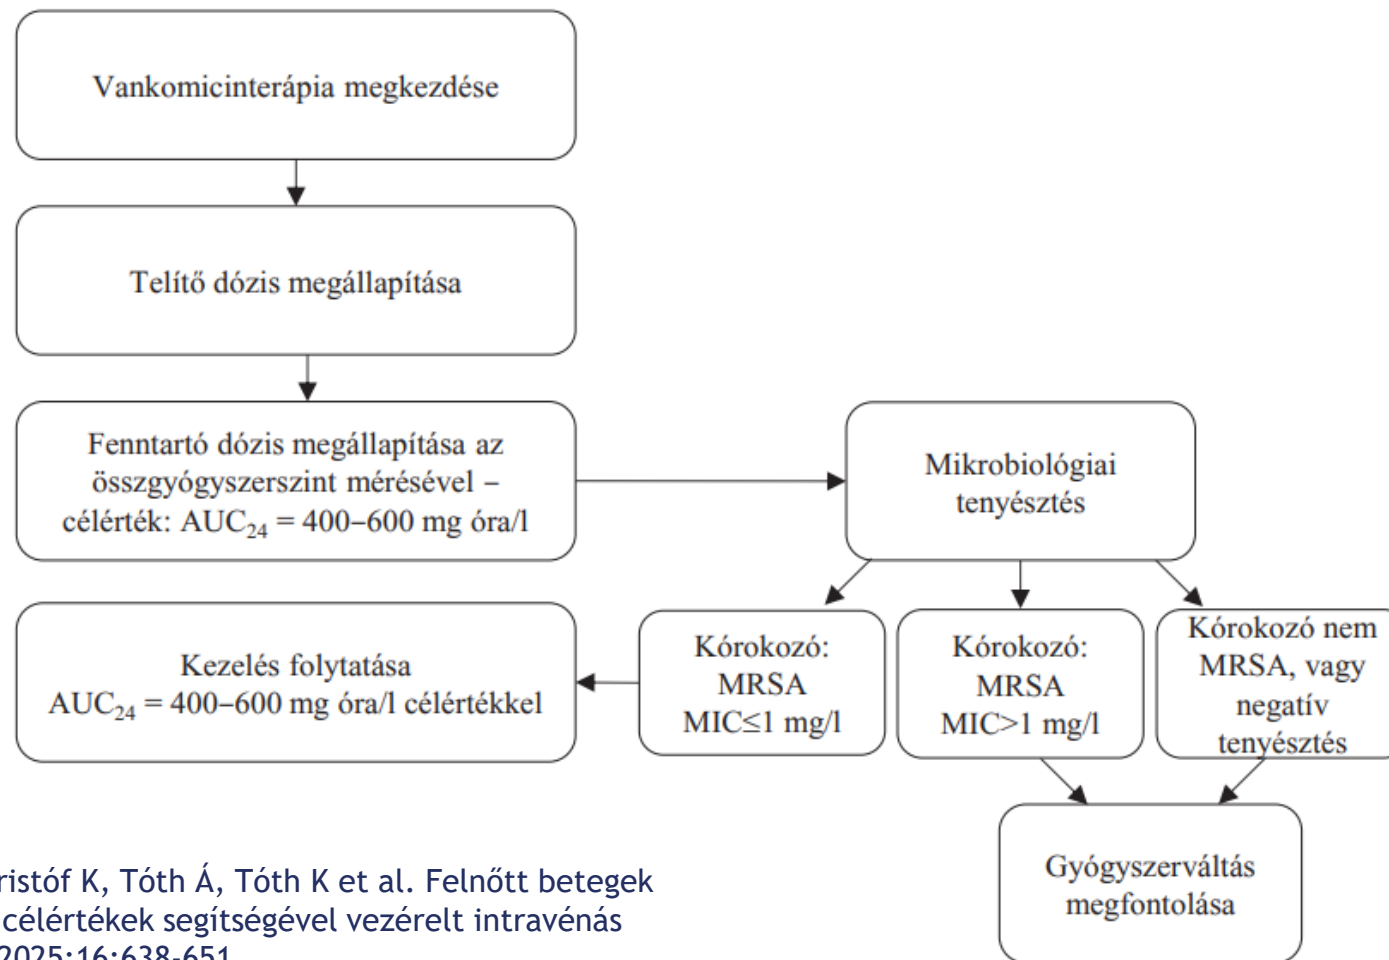 Vankomicinterápia megkezdése
Telítő dózis megállapítása
Fenntartó dózis megállapítása az
összgyógyszerszint mérésével –
célérték: AUC₂₄ = 400–600 mg óra/l
Mikrobiológiai
tenyésztés
Kezelés folytatása
AUC₂₄ = 400–600 mg óra/l célértékkel
Kórokozó:
MRSA
MIC≤1 mg/l
Kórokozó:
MRSA
MIC>1 mg/l
Kórokozó nem
MRSA, vagy
negatív
tenyésztés
Gyógyszerváltás
megfontolása
ristóf K, Tóth Á, Tóth K et al. Felnőtt betegek
célértékek segítségével vezérelt intravénás
2025;16:638-651